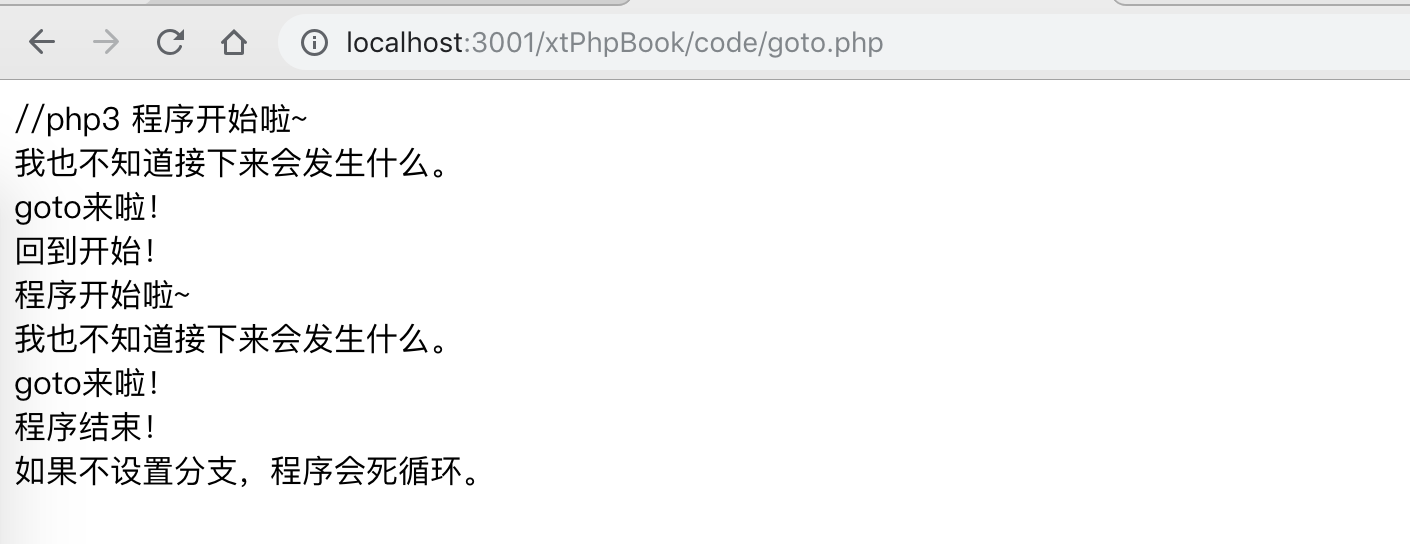 localhost:3001/xtPhpBook/code/goto.php
//php3 程序开始啦~
我也不知道接下来会发生什么。
goto来啦！
回到开始！
程序开始啦~
我也不知道接下来会发生什么。
goto来啦！
程序结束！
如果不设置分支，程序会死循环。